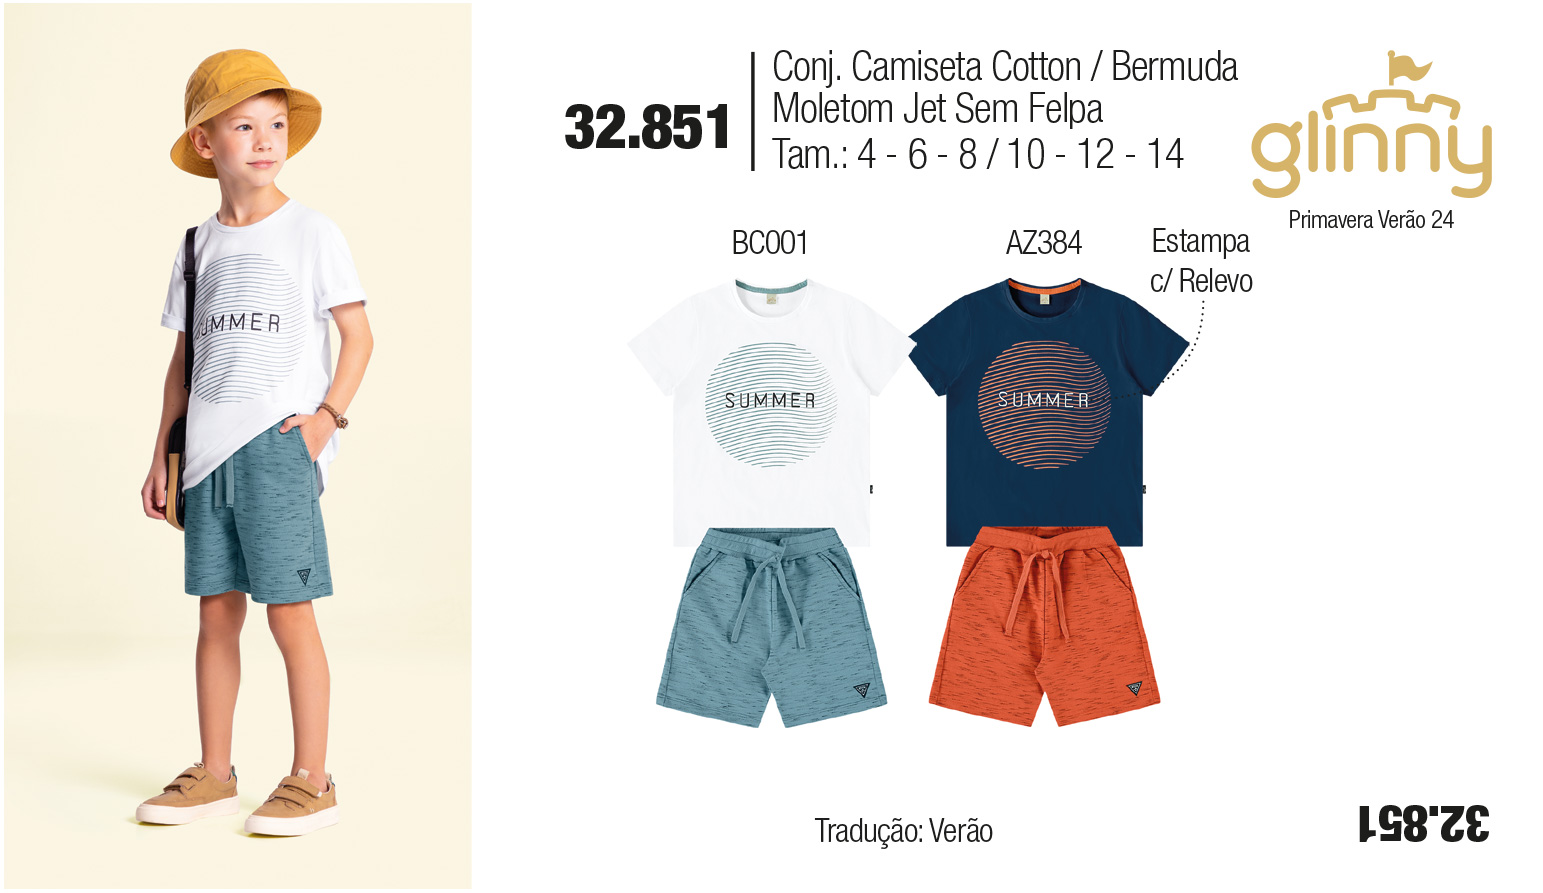 32.851
Conj. Camiseta Cotton / Bermuda
Moletom Jet Sem Felpa
Tam.: 4 - 6 - 8 / 10 - 12 - 14
glinny
Primavera Verão 24
BC001
AZ384
Estampa
c/ Relevo
SUMMER
SUMMER
SUMMER
Tradução: Verão
32.851